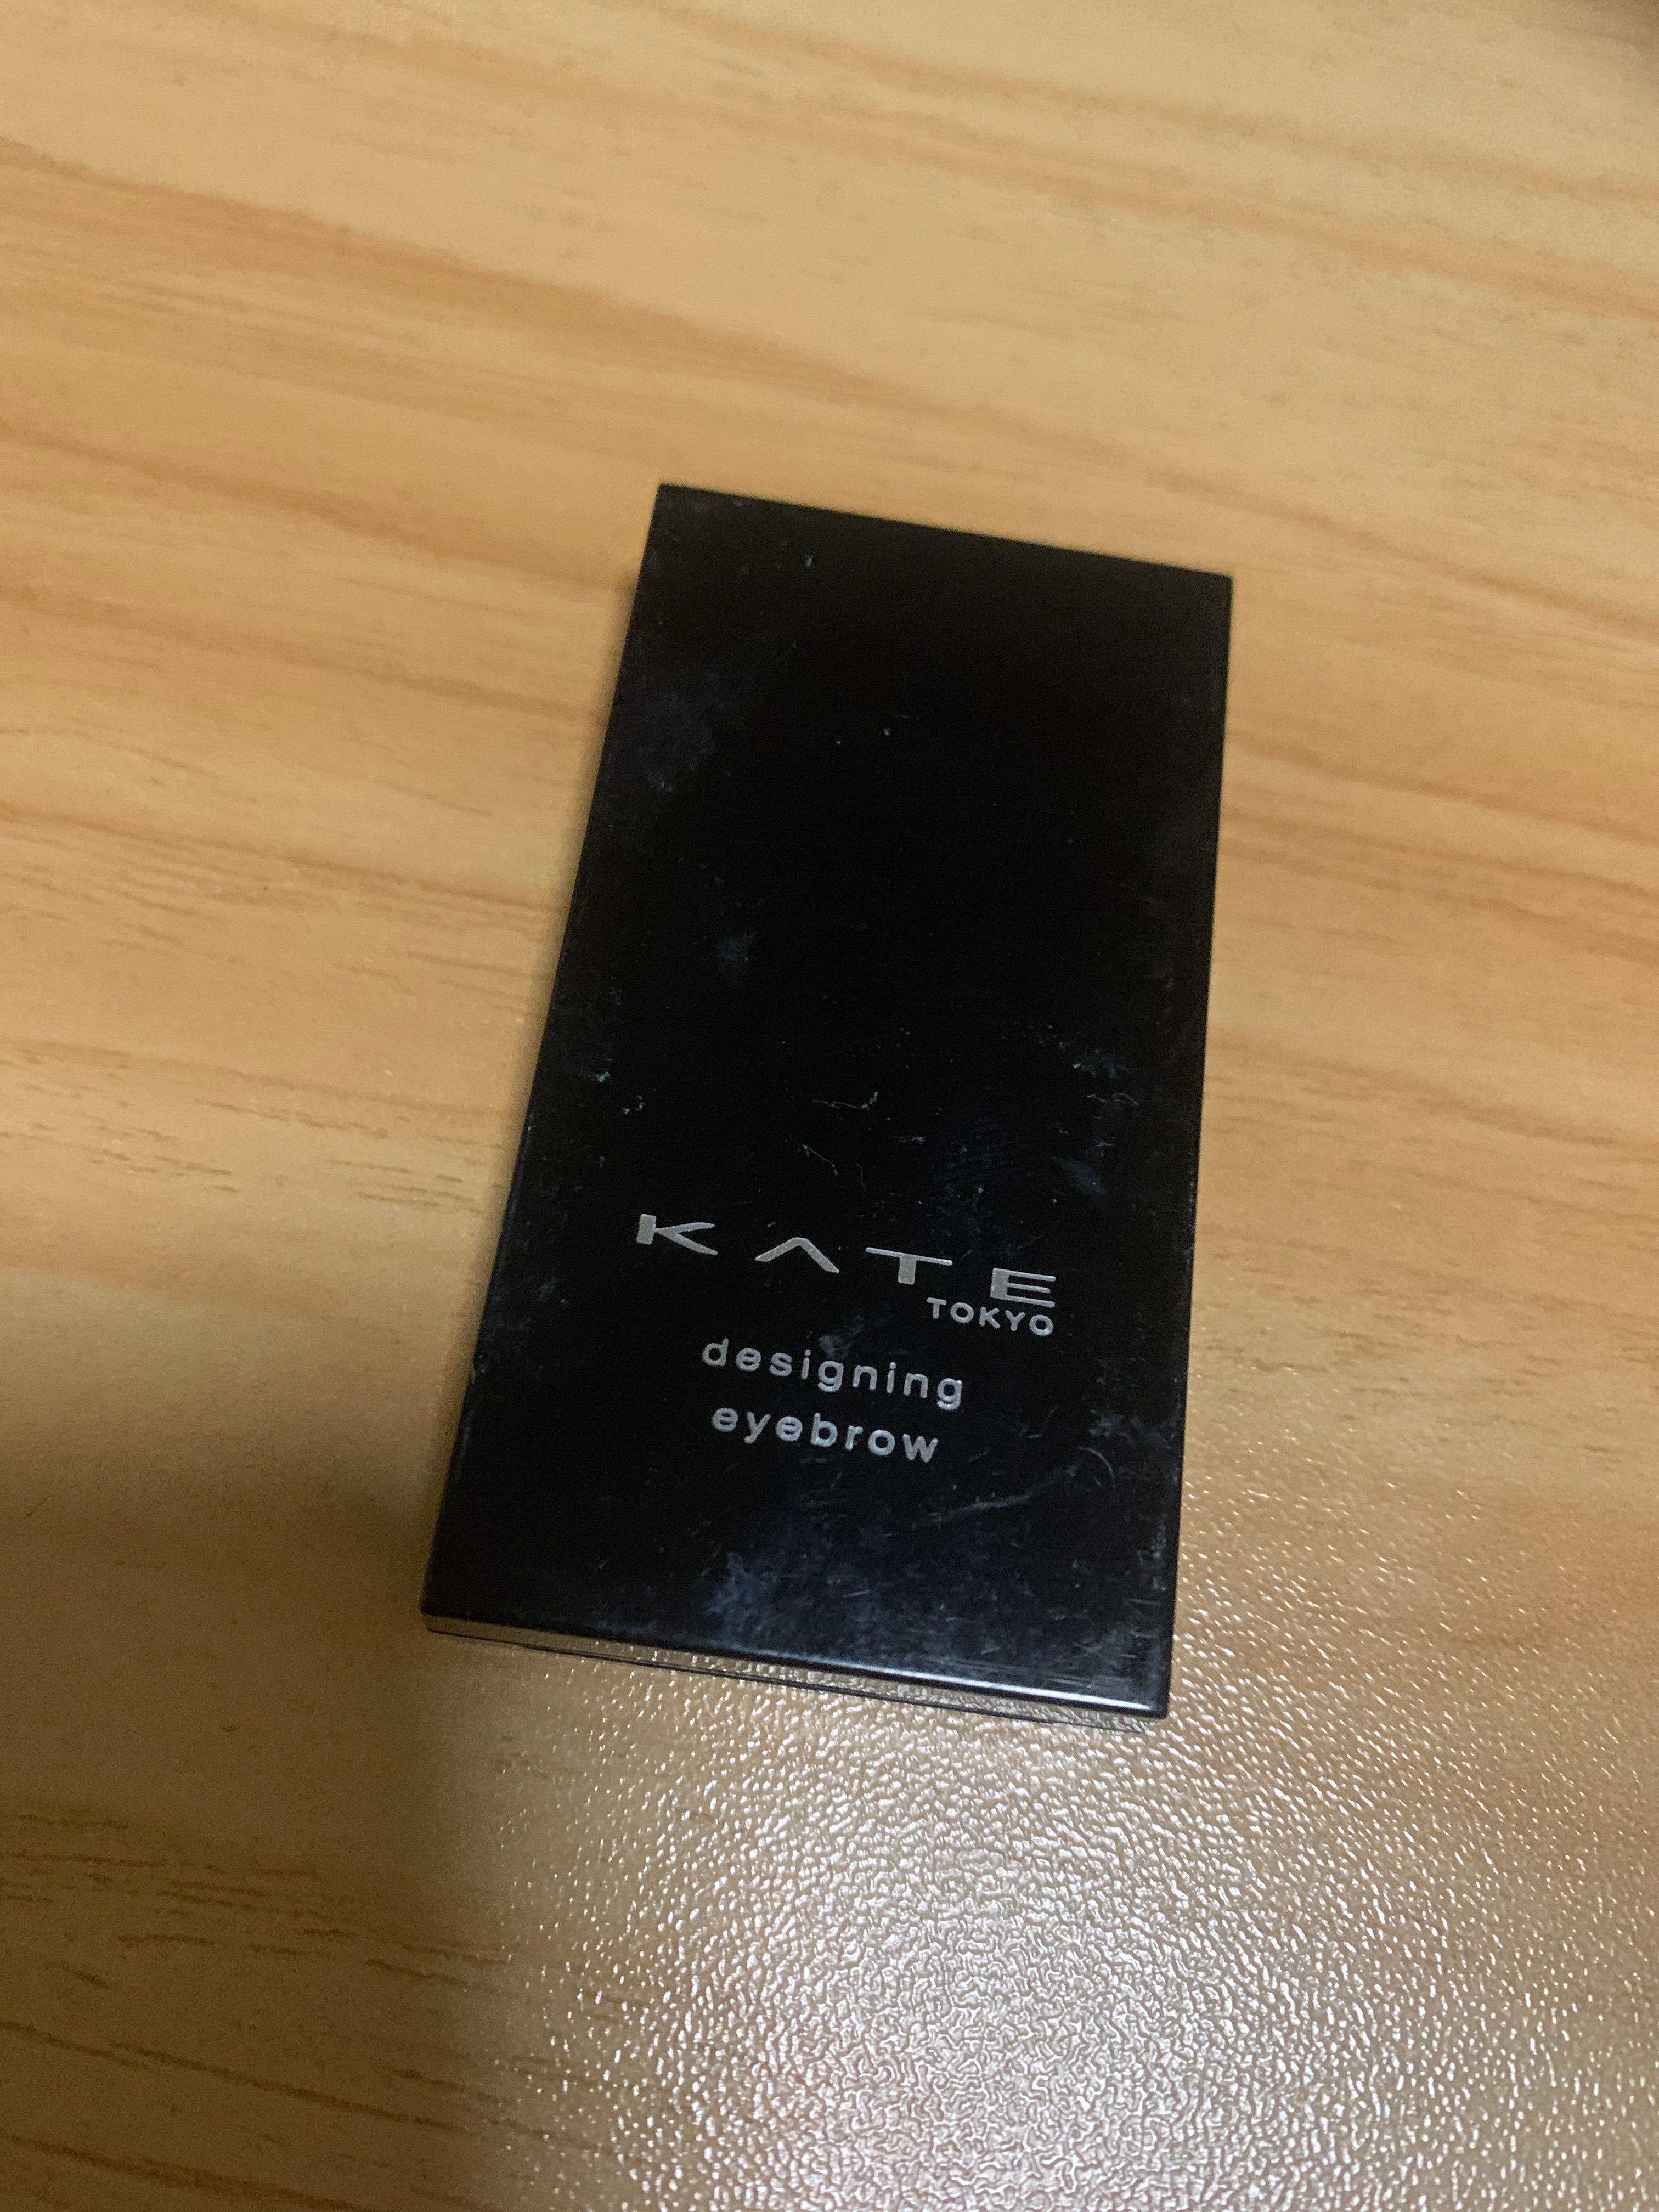 KATE
TOKYO
designing
eyebrow